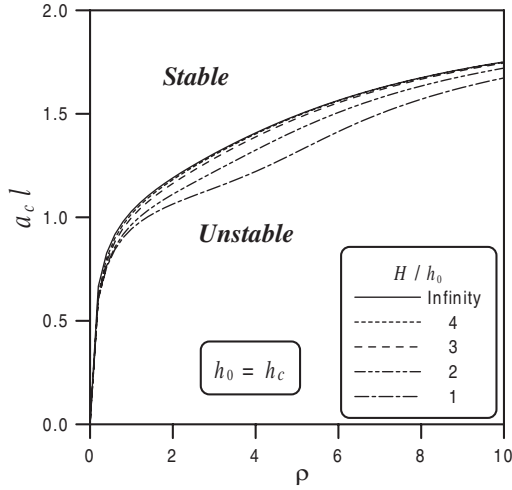 2.0
1.5
1.0
0.5
0.0
a_c l
Stable
Unstable
h_0 = h_c
H / h_0
Infinity
4
3
2
1
0 2 4 6 8 10
ρ